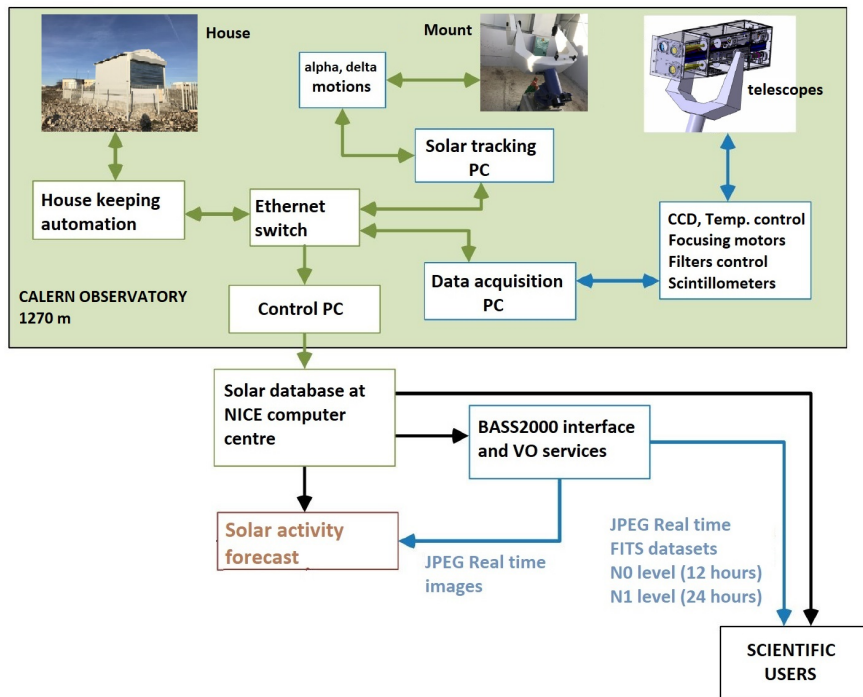 House
Mount
telescopes
alpha, delta
motions
Solar tracking
PC
House keeping
automation
Ethernet
switch
CCD, Temp. control
Focusing motors
Filters control
Scintillometers
Data acquisition
PC
CALERN OBSERVATORY
1270 m
Control PC
Solar database at
NICE computer
centre
BASS2000 interface
and VO services
Solar activity
forecast
JPEG Real time
images
JPEG Real time
FITS datasets
N0 level (12 hours)
N1 level (24 hours)
SCIENTIFIC
USERS